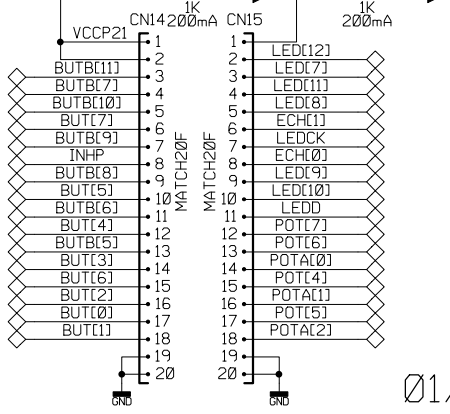 1K 1K
CN14 200mA CN15 200mA
VCCP21 1 1
2 2 LED[12]
BUTB[11] 3 3 LED[7]
BUTB[7] 4 4 LED[11]
BUTB[10] 5 5 LED[8]
BUT[7] 6 6 ECH[1]
BUTB[9] 7 7 LEDCK
INHP 8 8 ECH[0]
BUTB[8] 9 9 LED[9]
BUT[5] 10 10 LED[10]
BUTB[6] 11 11 LEDD
BUT[4] 12 12 POT[7]
BUTB[5] 13 13 POT[6]
BUT[3] 14 14 POTA[0]
BUT[6] 15 15 POT[4]
BUT[2] 16 16 POTA[1]
BUT[0] 17 17 POT[5]
BUT[1] 18 18 POTA[2]
19 19
20 20
MATCH20F MATCH20F
GND GND
01/